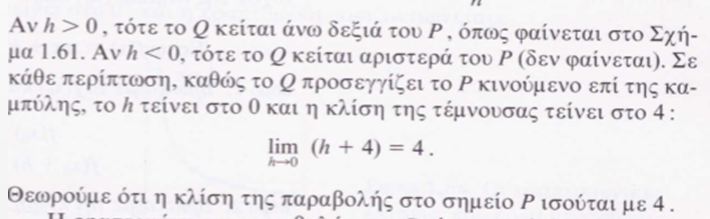 Αν h > 0, τότε το Q κείται άνω δεξιά του P, όπως φαίνεται στο Σχή-
μα 1.61. Αν h < 0, τότε το Q κείται αριστερά του P (δεν φαίνεται). Σε
κάθε περίπτωση, καθώς το Q προσεγγίζει το P κινούμενο επί της κα-
μπύλης, το h τείνει στο 0 και η κλίση της τέμνουσας τείνει στο 4 :
lim (h + 4) = 4 .
h→0
Θεωρούμε ότι η κλίση της παραβολής στο σημείο P ισούται με 4 .